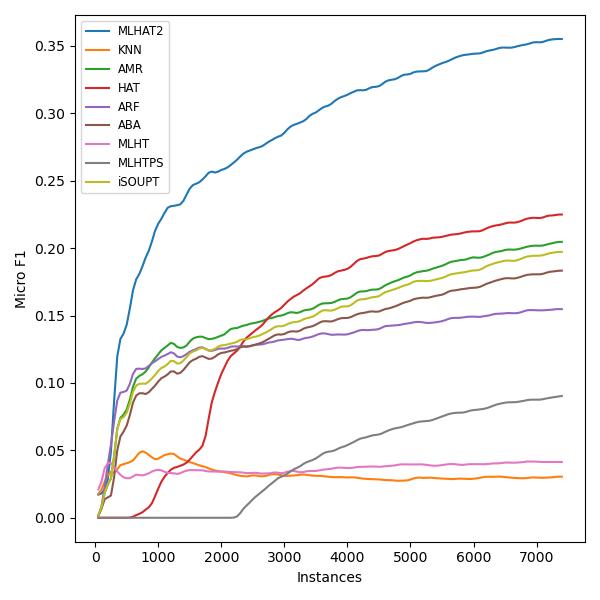 MLHAT2
KNN
AMR
HAT
ARF
ABA
MLHT
MLHTPS
iSOUPT
Micro F1
0.35
0.30
0.25
0.20
0.15
0.10
0.05
0.00
0 1000 2000 3000 4000 5000 6000 7000
Instances